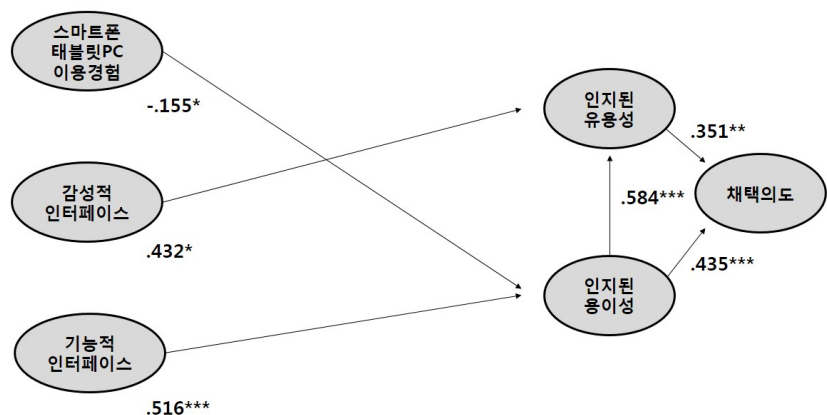 스마트폰
태블릿PC
이용경험
-.155*
인지된
유용성
.351**
감성적
인터페이스
.432*
.584***
채택의도
.435***
인지된
용이성
기능적
인터페이스
.516***